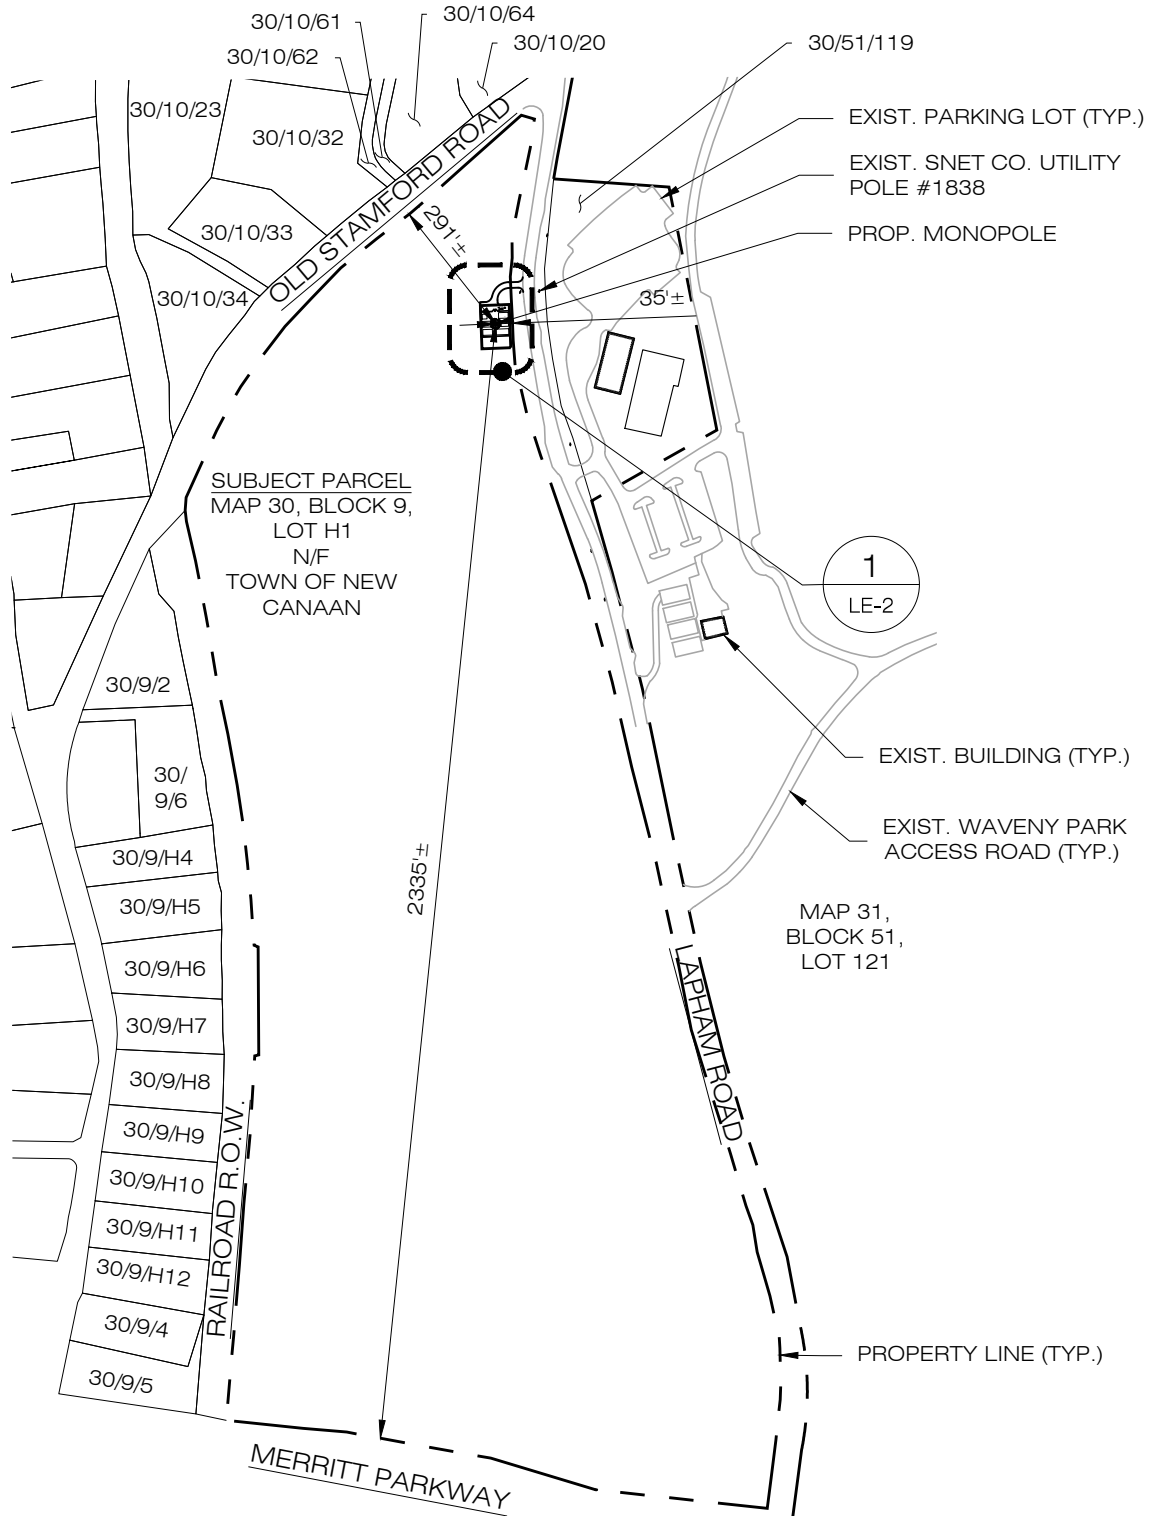 30/10/61
30/10/64
30/10/62
30/10/20
30/51/119
30/10/23
30/10/32
30/10/33
30/10/34
OLD STAMFORD ROAD
EXIST. PARKING LOT (TYP.)
EXIST. SNET CO. UTILITY
POLE #1838
PROP. MONOPOLE
291'±
35'±
SUBJECT PARCEL
MAP 30, BLOCK 9,
LOT H1
N/F
TOWN OF NEW
CANAAN
1
LE-2
30/9/2
30/
9/6
EXIST. BUILDING (TYP.)
EXIST. WAVENY PARK
ACCESS ROAD (TYP.)
2335'±
30/9/H4
30/9/H5
30/9/H6
30/9/H7
30/9/H8
30/9/H9
30/9/H10
30/9/H11
30/9/H12
30/9/4
30/9/5
MAP 31,
BLOCK 51,
LOT 121
LAPHAM ROAD
RAILROAD R.O.W.
PROPERTY LINE (TYP.)
MERRITT PARKWAY